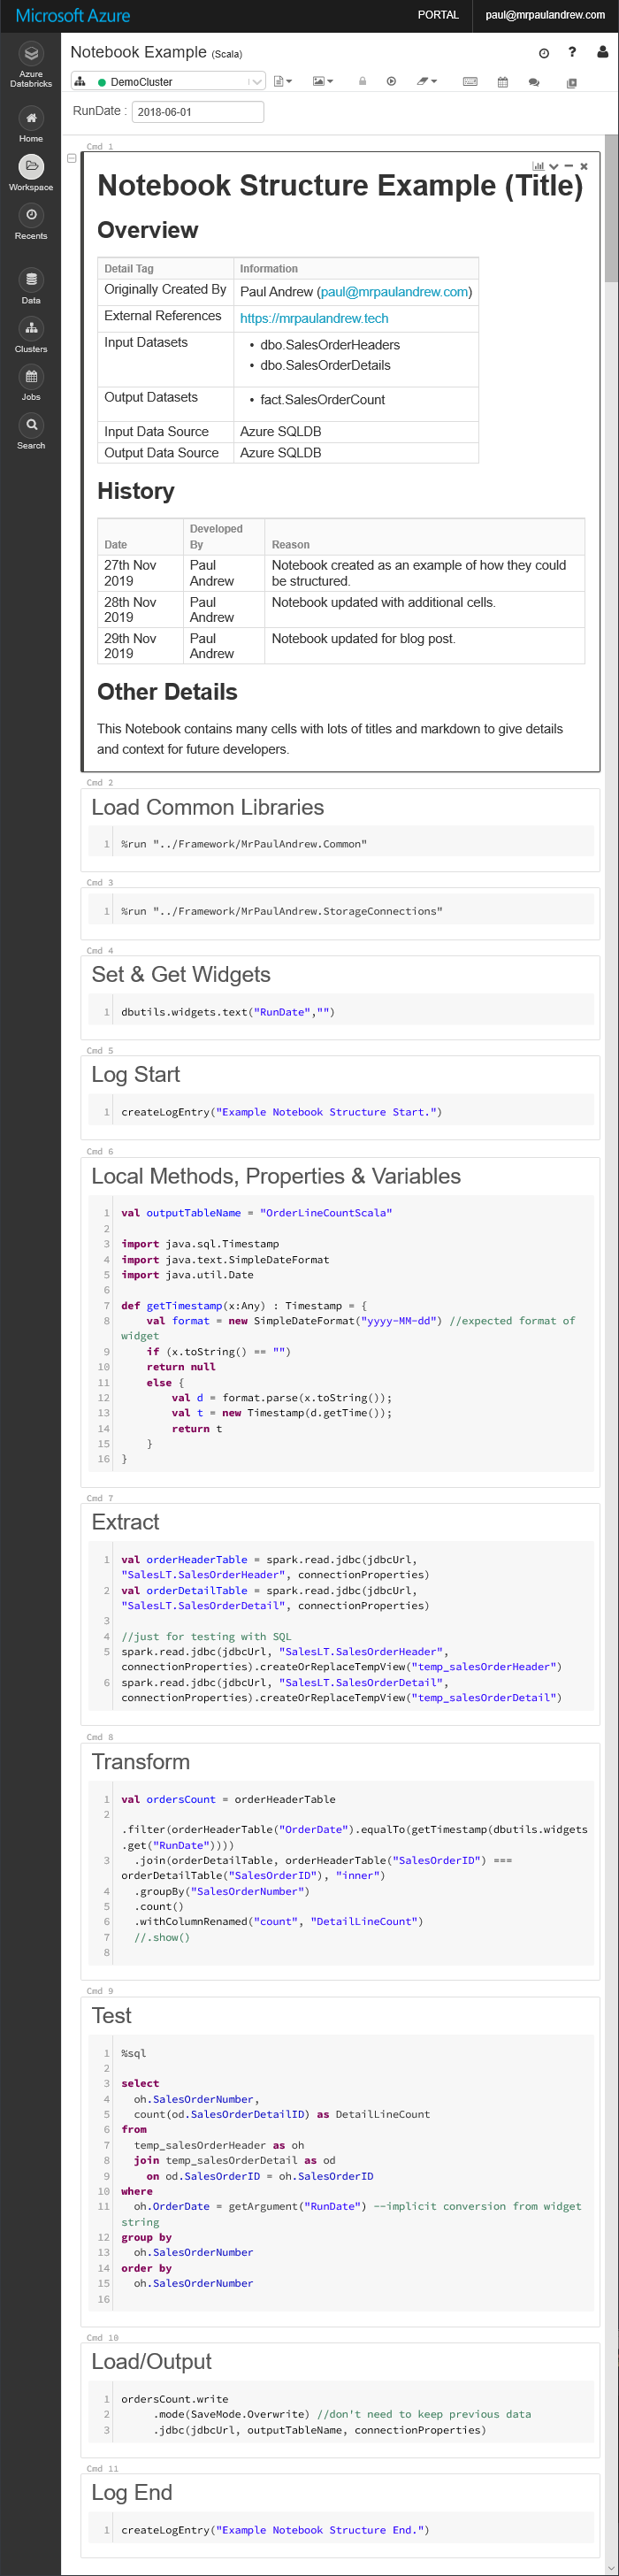 Microsoft Azure
PORTAL
paul@mrpaulandrew.com
Azure
Databricks
Home
Workspace
Recents
Data
Clusters
Jobs
Search
Notebook Example (Scala)
DemoCluster
RunDate :
2018-06-01
Cmd 1
Notebook Structure Example (Title)
Overview
Detail Tag Information
Originally Created By Paul Andrew (paul@mrpaulandrew.com)
External References https://mrpaulandrew.tech
Input Datasets • dbo.SalesOrderHeaders
• dbo.SalesOrderDetails
Output Datasets • fact.SalesOrderCount
Input Data Source Azure SQLDB
Output Data Source Azure SQLDB
History
Developed
Date By Reason
27th Nov Paul Notebook created as an example of how they could
2019 Andrew be structured.
28th Nov Paul Notebook updated with additional cells.
2019 Andrew
29th Nov Paul Notebook updated for blog post.
2019 Andrew
Other Details
This Notebook contains many cells with lots of titles and markdown to give details
and context for future developers.
Cmd 2
Load Common Libraries
1 %run "../Framework/MrPaulAndrew.Common"
Cmd 3
1 %run "../Framework/MrPaulAndrew.StorageConnections"
Cmd 4
Set & Get Widgets
1 dbutils.widgets.text("RunDate","")
Cmd 5
Log Start
1 createLogEntry("Example Notebook Structure Start.")
Cmd 6
Local Methods, Properties & Variables
1 val outputTableName = "OrderLineCountScala"
2
3 import java.sql.Timestamp
4 import java.text.SimpleDateFormat
5 import java.util.Date
6
7 def getTimestamp(x:Any) : Timestamp = {
8 val format = new SimpleDateFormat("yyyy-MM-dd") //expected format of
widget
9 if (x.toString() == "")
10 return null
11 else {
12 val d = format.parse(x.toString());
13 val t = new Timestamp(d.getTime());
14 return t
15 }
16 }
Cmd 7
Extract
1 val orderHeaderTable = spark.read.jdbc(jdbcUrl,
"SalesLT.SalesOrderHeader", connectionProperties)
2 val orderDetailTable = spark.read.jdbc(jdbcUrl,
"SalesLT.SalesOrderDetail", connectionProperties)
3
4 //just for testing with SQL
5 spark.read.jdbc(jdbcUrl, "SalesLT.SalesOrderHeader",
connectionProperties).createOrReplaceTempView("temp_salesOrderHeader")
6 spark.read.jdbc(jdbcUrl, "SalesLT.SalesOrderDetail",
connectionProperties).createOrReplaceTempView("temp_salesOrderDetail")
Cmd 8
Transform
1 val ordersCount = orderHeaderTable
2
.filter(orderHeaderTable("OrderDate").equalTo(getTimestamp(dbutils.widgets
.get("RunDate"))))
3 .join(orderDetailTable, orderHeaderTable("SalesOrderID") ===
orderDetailTable("SalesOrderID"), "inner")
4 .groupBy("SalesOrderNumber")
5 .count()
6 .withColumnRenamed("count", "DetailLineCount")
7 //.show()
8
Cmd 9
Test
1 %sql
2
3 select
4 oh.SalesOrderNumber,
5 count(od.SalesOrderDetailID) as DetailLineCount
6 from
7 temp_salesOrderHeader as oh
8 join temp_salesOrderDetail as od
9 on od.SalesOrderID = oh.SalesOrderID
10 where
11 oh.OrderDate = getArgument("RunDate") --implicit conversion from widget
string
12 group by
13 oh.SalesOrderNumber
14 order by
15 oh.SalesOrderNumber
16
Cmd 10
Load/Output
1 ordersCount.write
2 .mode(SaveMode.Overwrite) //don't need to keep previous data
3 .jdbc(jdbcUrl, outputTableName, connectionProperties)
Cmd 11
Log End
1 createLogEntry("Example Notebook Structure End.")